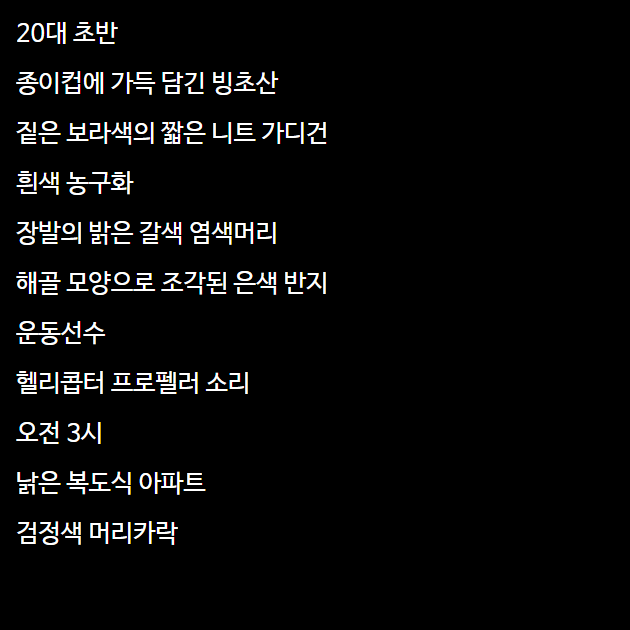 20대 초반
종이컵에 가득 담긴 빙초산
짙은 보라색의 짧은 니트 가디건
흰색 농구화
장발의 밝은 갈색 염색머리
해골 모양으로 조각된 은색 반지
운동선수
헬리콥터 프로펠러 소리
오전 3시
낡은 복도식 아파트
검정색 머리카락